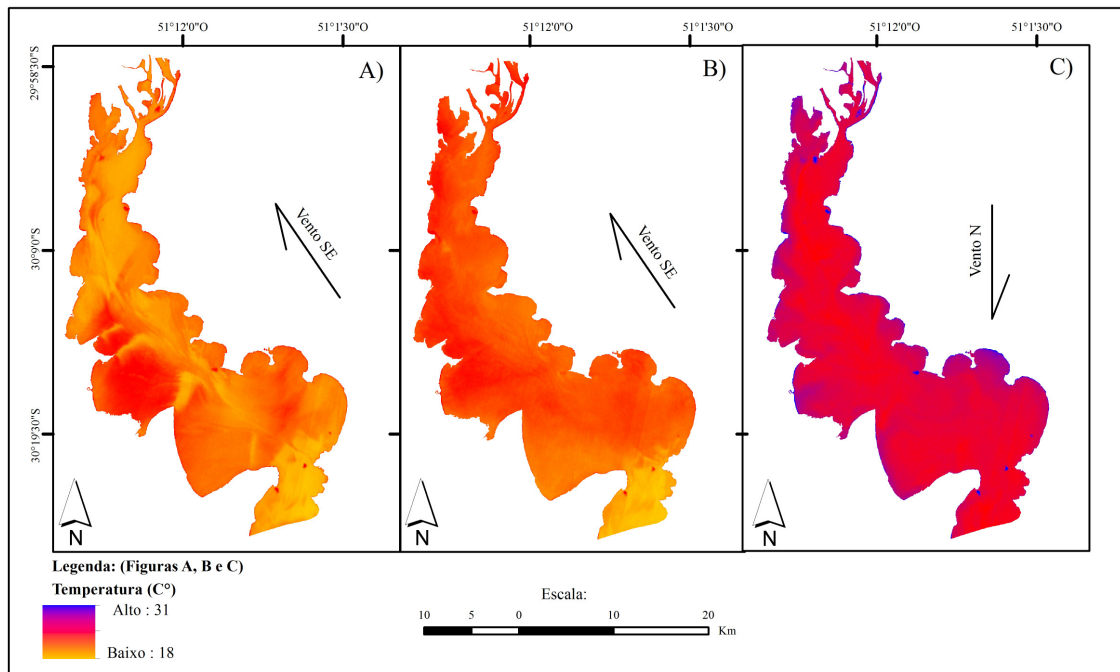 51°12'0"O 51°1'30"O 51°12'0"O 51°1'30"O 51°12'0"O 51°1'30"O
29°58'30"S
30°9'0"S
30°19'30"S
A)
Vento SE
N
B)
Vento SE
N
C)
Vento N
N
Legenda: (Figuras A, B e C)
Temperatura (C°)
Alto : 31
Baixo : 18
Escala:
10 5 0 10 20
Km